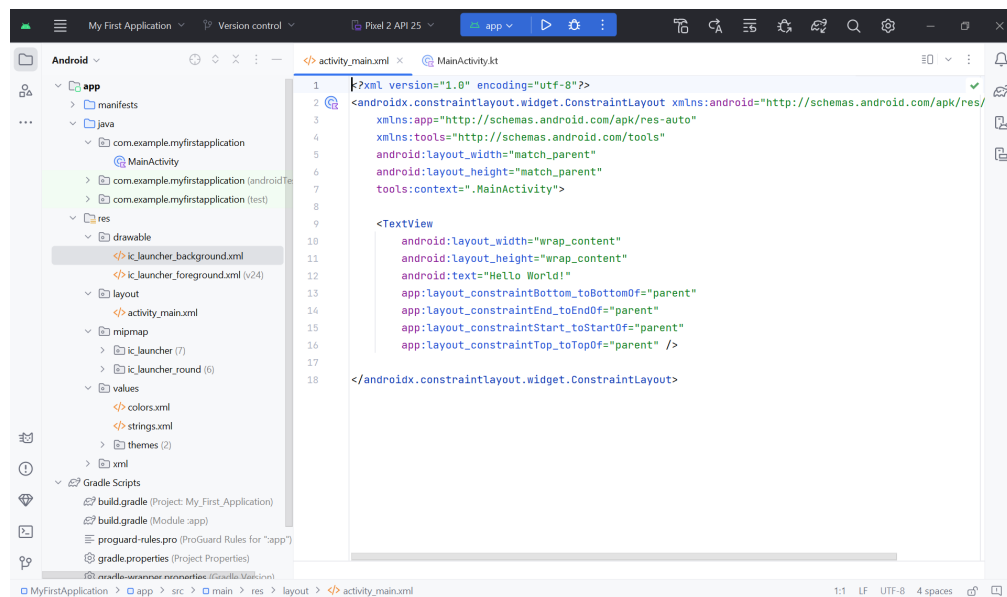 My First Application
Version control
Pixel 2 API 25
app
Android
activity_main.xml
MainActivity.kt
app
manifests
java
com.example.myfirstapplication
MainActivity
com.example.myfirstapplication (androidTe
com.example.myfirstapplication (test)
res
drawable
ic_launcher_background.xml
ic_launcher_foreground.xml (v24)
layout
activity_main.xml
mipmap
ic_launcher (7)
ic_launcher_round (6)
values
colors.xml
strings.xml
themes (2)
xml
Gradle Scripts
build.gradle (Project: My_First_Application)
build.gradle (Module :app)
proguard-rules.pro (ProGuard Rules for ":app")
gradle.properties (Project Properties)
gradle-wrapper.properties (Gradle Version)
1 <?xml version="1.0" encoding="utf-8"?>
2 <androidx.constraintlayout.widget.ConstraintLayout xmlns:android="http://schemas.android.com/apk/res/
3 xmlns:app="http://schemas.android.com/apk/res-auto"
4 xmlns:tools="http://schemas.android.com/tools"
5 android:layout_width="match_parent"
6 android:layout_height="match_parent"
7 tools:context=".MainActivity">
8
9 <TextView
10 android:layout_width="wrap_content"
11 android:layout_height="wrap_content"
12 android:text="Hello World!"
13 app:layout_constraintBottom_toBottomOf="parent"
14 app:layout_constraintEnd_toEndOf="parent"
15 app:layout_constraintStart_toStartOf="parent"
16 app:layout_constraintTop_toTopOf="parent" />
17
18 </androidx.constraintlayout.widget.ConstraintLayout>
MyFirstApplication > app > src > main > res > layout > activity_main.xml
1:1 LF UTF-8 4 spaces